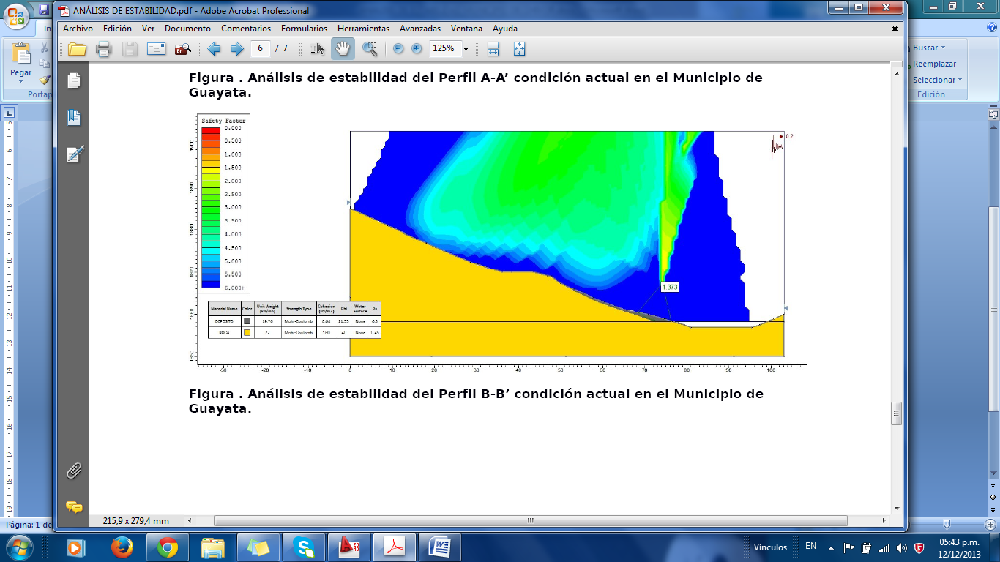 ANÁLISIS DE ESTABILIDAD.pdf - Adobe Acrobat Professional
Archivo Edición Ver Documento Comentarios Formularios Herramientas Avanzadas Ventana Ayuda
6 / 7 125%
Pegar
Portap
Buscar
Reemplazar
Seleccionar
Edición
Figura . Análisis de estabilidad del Perfil A-A’ condición actual en el Municipio de
Guayata.
Safety Factor
0.000
0.500
1.000
1.500
2.000
2.500
3.000
3.500
4.000
4.500
5.000
5.500
6.000+
1900
1890
1880
1870
1860
1850
0.2
1.373
Material Name Color Unit Weight (kN/m3) Strength Type Cohesion (kN/m2) Phi Water Surface Ru
DEPOSITO 19.76 Mohr-Coulomb 6.64 11.53 None 0.3
ROCA 22 Mohr-Coulomb 180 40 None 0.45
-30 -20 -10 0 10 20 30 40 50 60 70 80 90 100
Figura . Análisis de estabilidad del Perfil B-B’ condición actual en el Municipio de
Guayata.
215,9 x 279,4 mm
Página: 1 de
Vínculos EN 05:43 p.m.
12/12/2013